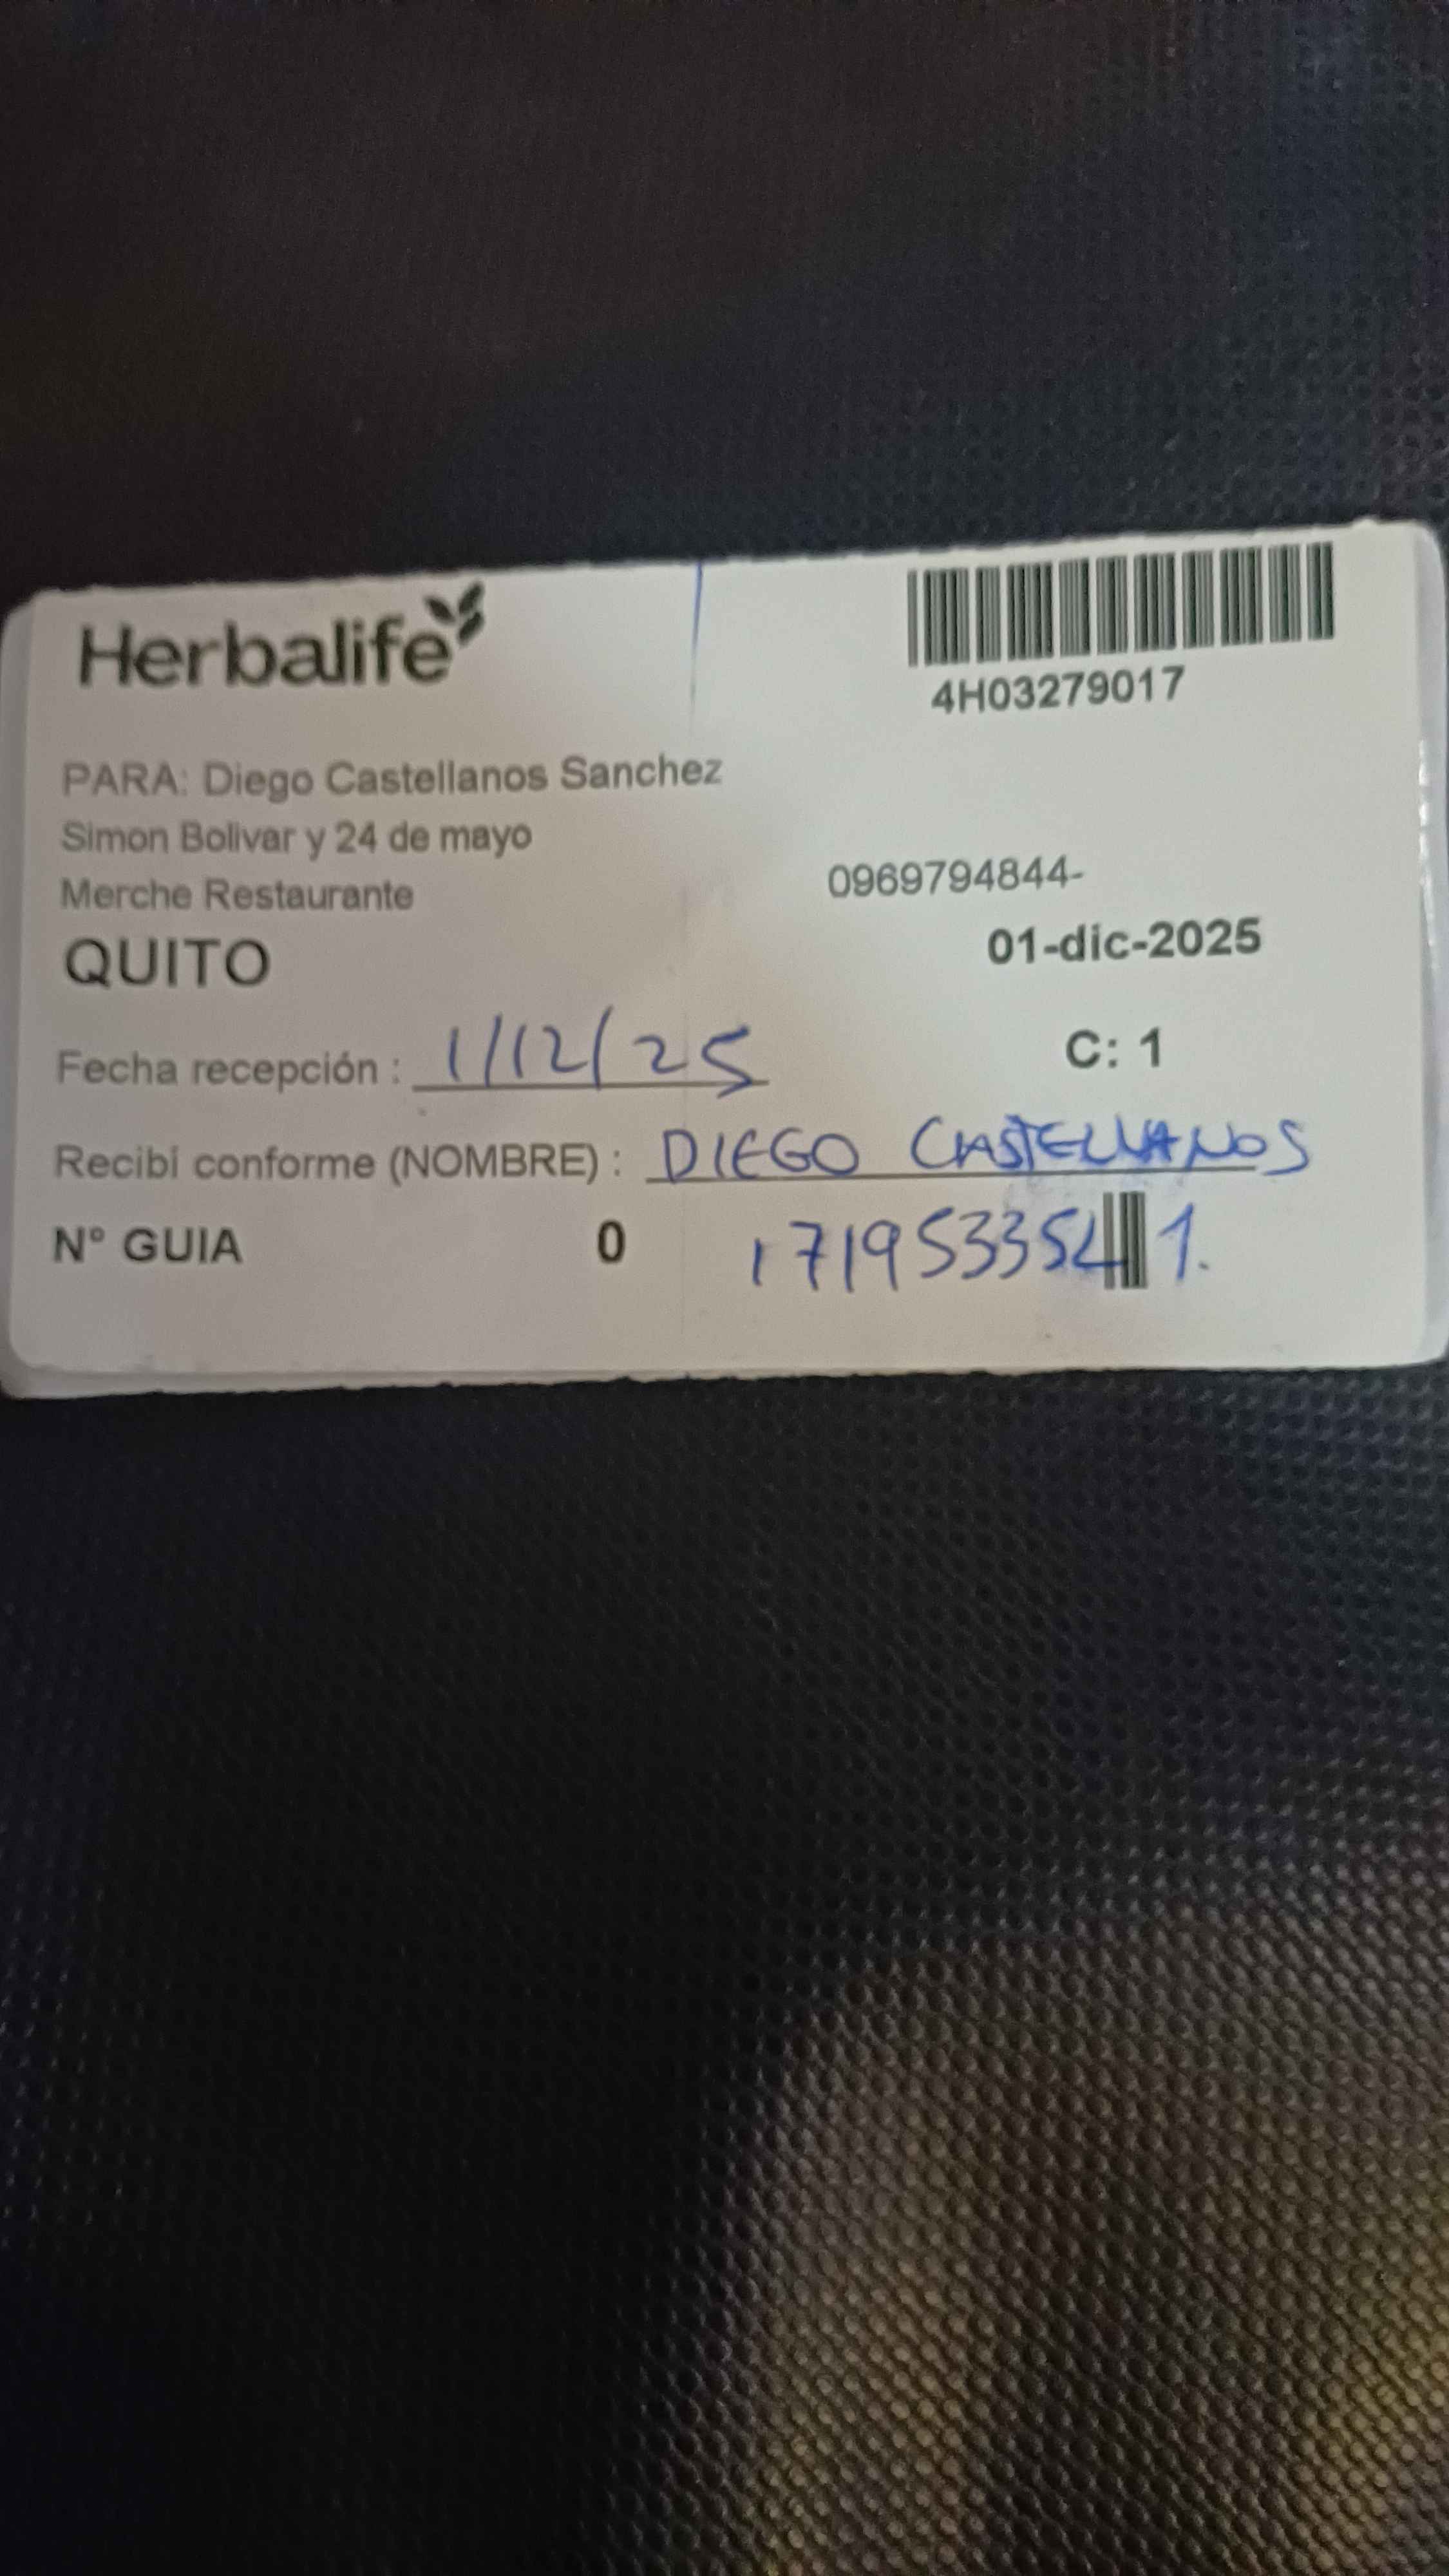 Herbalife
4H03279017
PARA: Diego Castellanos Sanchez
Simon Bolivar y 24 de mayo
Merche Restaurante
0969794844-
QUITO
01-dic-2025
Fecha recepción : 1/12/25
C: 1
Recibí conforme (NOMBRE) : DIEGO CASTELLANOS
N° GUIA 0
1719533541.